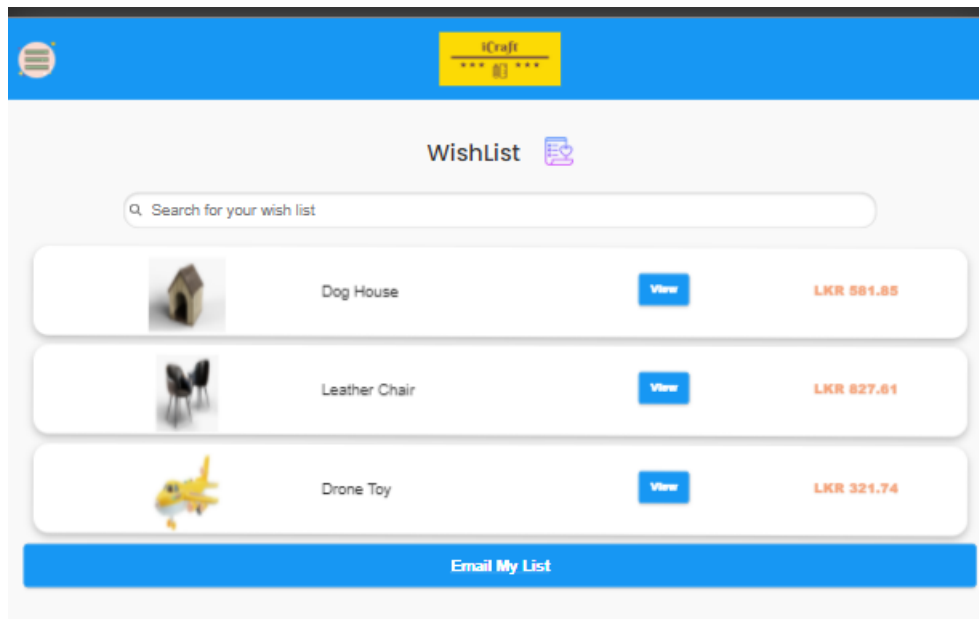 iCraft
WishList
Search for your wish list
Dog House View LKR 581.85
Leather Chair View LKR 827.61
Drone Toy View LKR 321.74
Email My List